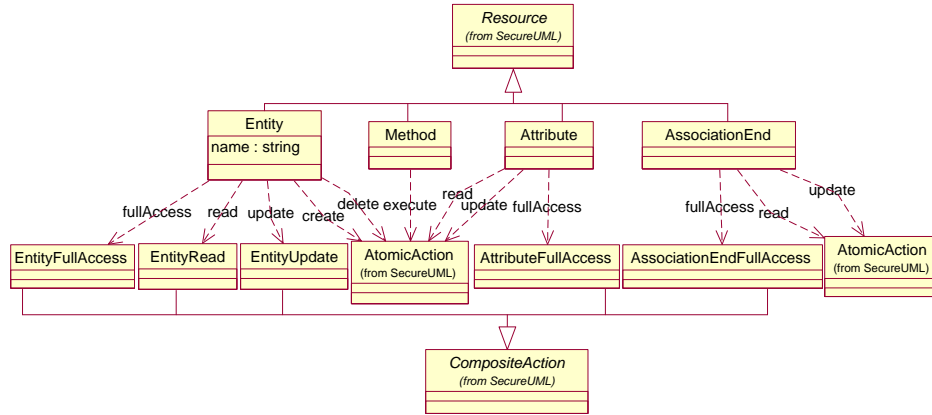 Resource
(from SecureUML)
Entity
name : string
Method
Attribute
AssociationEnd
fullAccess
read
update
create
delete
execute
read
update
fullAccess
fullAccess
read
update
EntityFullAccess
EntityRead
EntityUpdate
AtomicAction
(from SecureUML)
AttributeFullAccess
AssociationEndFullAccess
AtomicAction
(from SecureUML)
CompositeAction
(from SecureUML)